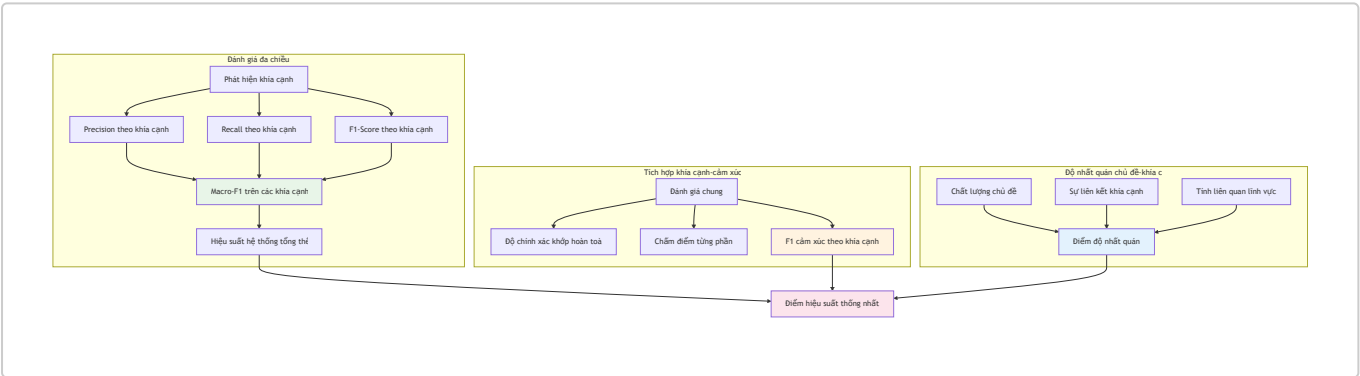 Đánh giá đa chiều
Phát hiện khía cạnh
Precision theo khía cạnh
Recall theo khía cạnh
F1-Score theo khía cạnh
Macro-F1 trên các khía cạnh
Hiệu suất hệ thống tổng thể
Tích hợp khía cạnh-cảm xúc
Đánh giá chung
Độ chính xác khớp hoàn toà
Chấm điểm từng phần
F1 cảm xúc theo khía cạnh
Độ nhất quán chủ đề-khía c
Chất lượng chủ đề
Sự liên kết khía cạnh
Tính liên quan lĩnh vực
Điểm độ nhất quán
Điểm hiệu suất thống nhất